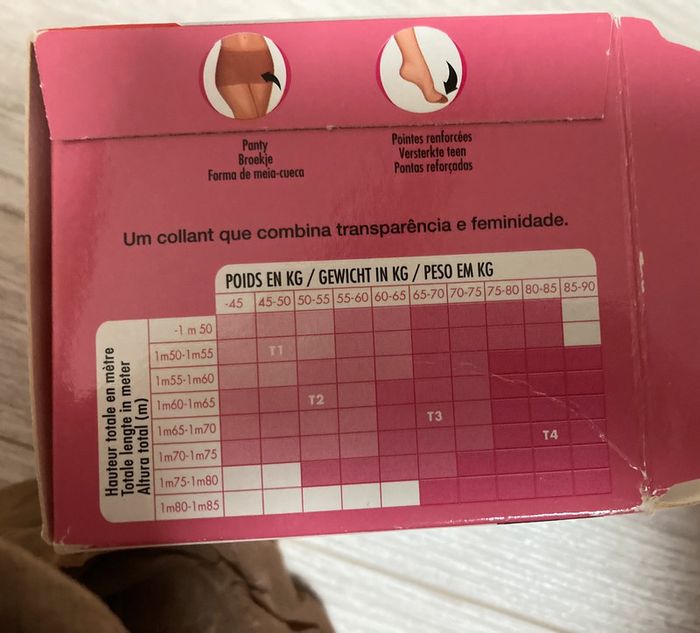 Panty
Broekje
Forma de meia-cueca
Pointes renforcées
Versterkte teen
Pontas reforçadas
Um collant que combina transparência e feminidade.
POIDS EN KG / GEWICHT IN KG / PESO EM KG
-45 45-50 50-55 55-60 60-65 65-70 70-75 75-80 80-85 85-90
Hauteur totale en mètre
Totale lengte in meter
Altura total (m)
-1 m 50
1m50-1m55
T1
1m55-1m60
1m60-1m65
T2
T3
1m65-1m70
T4
1m70-1m75
1m75-1m80
1m80-1m85